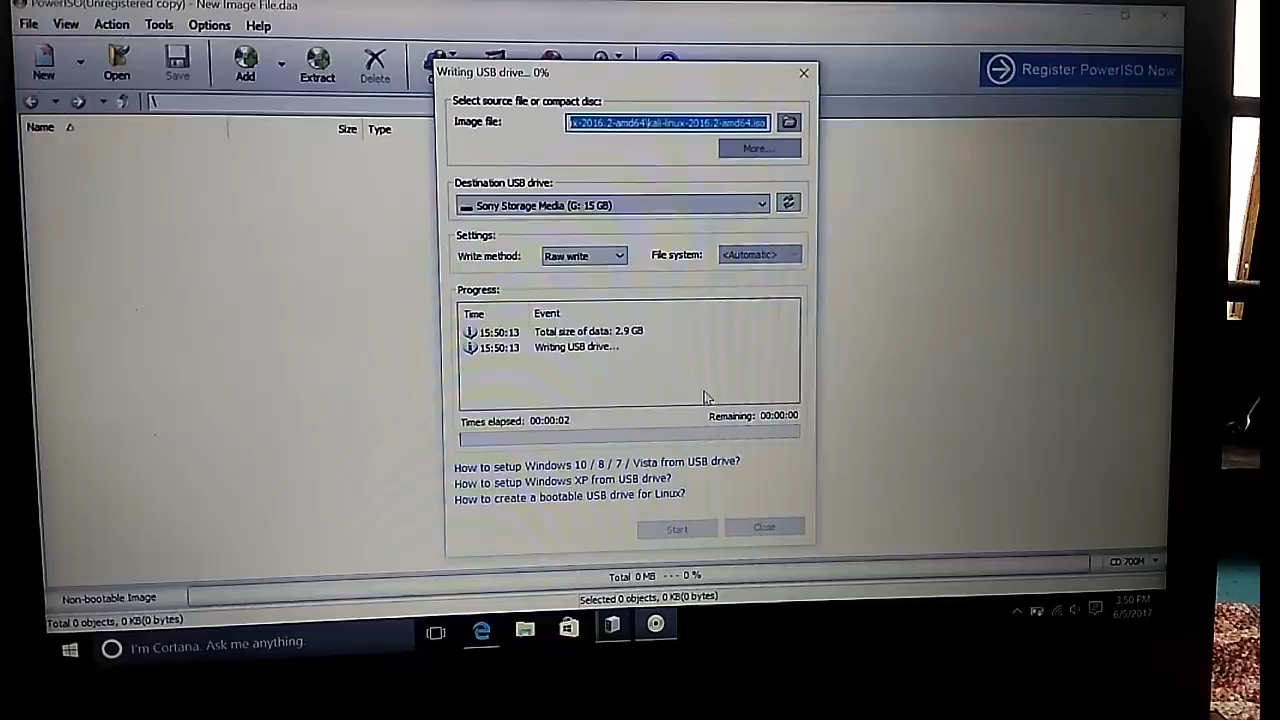 PowerISO(Unregistered copy) - New Image File.daa
File View Action Tools Options Help
New Open Save Add Extract Delete
Register PowerISO Now
\
Name Size Type
Writing USB drive... 0%
Select source file or compact disc:
Image file: x-2016.2-amd64\kali-linux-2016.2-amd64.iso
More...
Destination USB drive:
Sony Storage Media (G: 15 GB)
Settings:
Write method: Raw write File system: <Automatic>
Progress:
Time Event
15:50:13 Total size of data: 2.9 GB
15:50:13 Writing USB drive...
Times elapsed: 00:00:02 Remaining: 00:00:00
How to setup Windows 10 / 8 / 7 / Vista from USB drive?
How to setup Windows XP from USB drive?
How to create a bootable USB drive for Linux?
Start Close
Total 0 MB --- 0 %
CD 700M
Non-bootable Image
Total 0 objects, 0 KB(0 bytes)
Selected 0 objects, 0 KB(0 bytes)
I'm Cortana. Ask me anything.
3:50 PM
6/5/2017